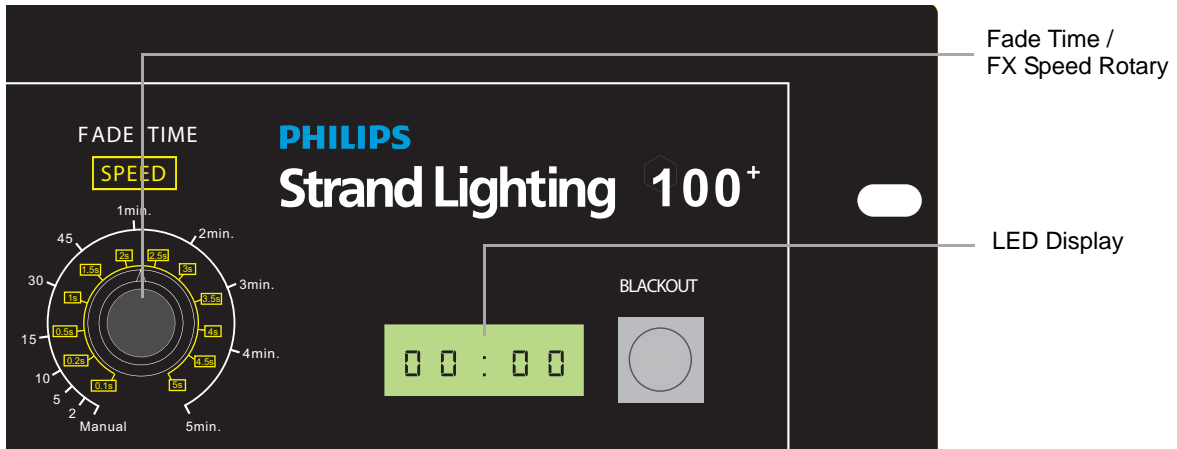 Fade Time /
FX Speed Rotary
FADE TIME
SPEED
PHILIPS
Strand Lighting 100+
1min.
45
2min.
2s
2.5s
1.5s
3s
30
3min.
1s
3.5s
0.5s
4s
15
4min.
0.2s
4.5s
10
0.1s
5s
5
2
Manual
5min.
LED Display
BLACKOUT
00:00